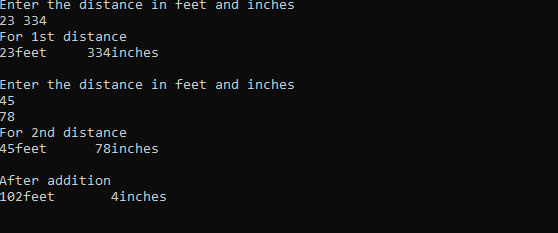 Enter the distance in feet and inches
23 334
For 1st distance
23feet     334inches
Enter the distance in feet and inches
45
78
For 2nd distance
45feet      78inches
After addition
102feet       4inches